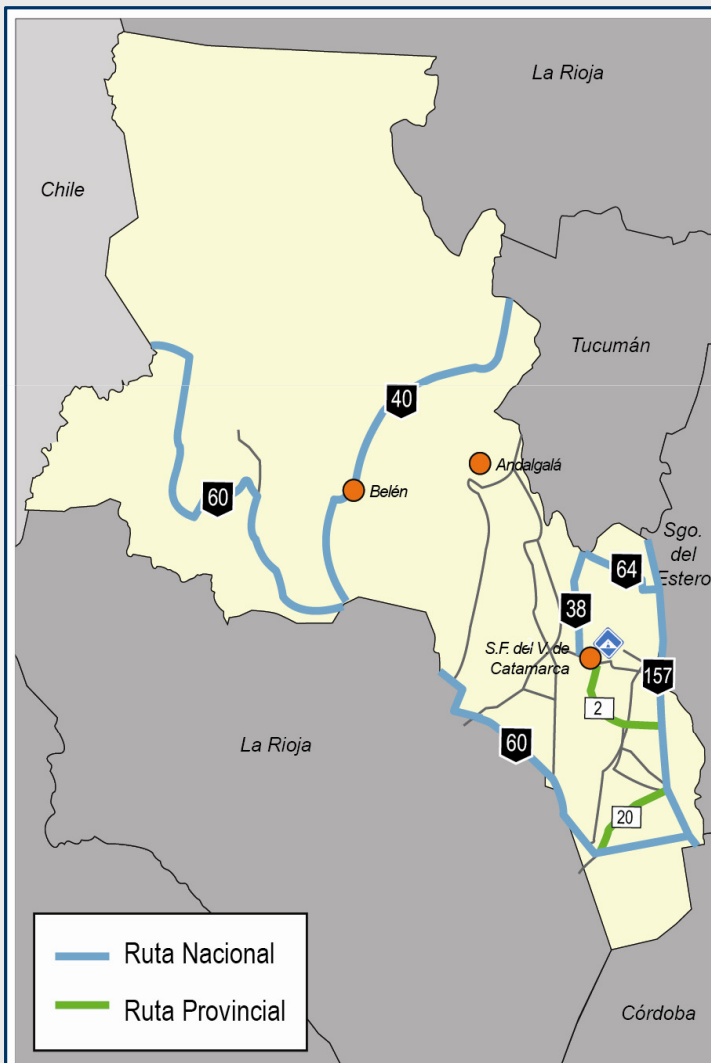 La Rioja
Chile
Tucumán
40
Andalgalá
Belén
60
Sgo.
del
Estero
64
38
S.F. del V. de
Catamarca
157
2
60
La Rioja
20
Ruta Nacional
Ruta Provincial
Córdoba